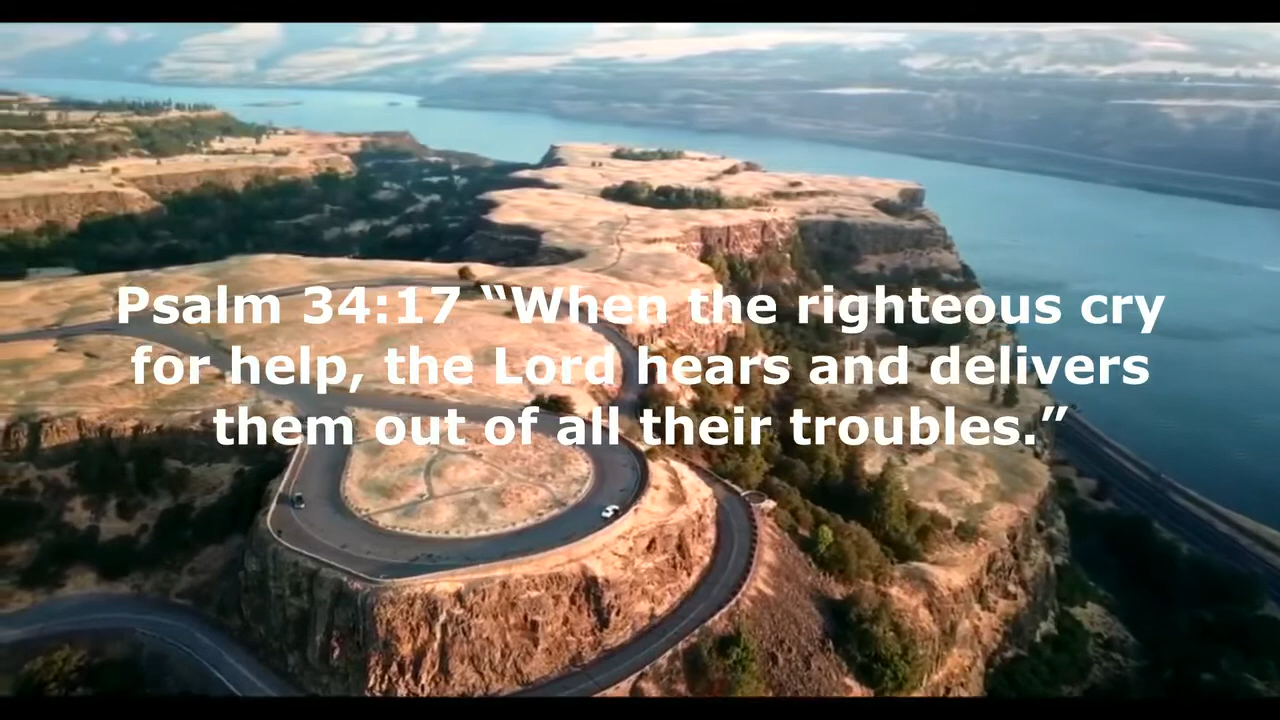 Psalm 34:17 “When the righteous cry
for help, the Lord hears and delivers
them out of all their troubles.”